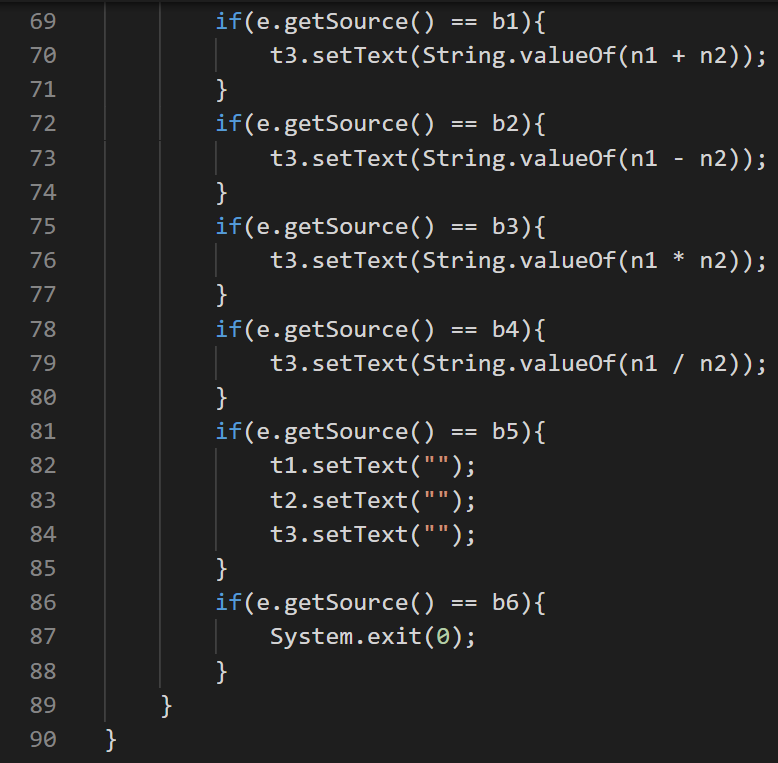 69 if(e.getSource() == b1){
70 t3.setText(String.valueOf(n1 + n2));
71 }
72 if(e.getSource() == b2){
73 t3.setText(String.valueOf(n1 - n2));
74 }
75 if(e.getSource() == b3){
76 t3.setText(String.valueOf(n1 * n2));
77 }
78 if(e.getSource() == b4){
79 t3.setText(String.valueOf(n1 / n2));
80 }
81 if(e.getSource() == b5){
82 t1.setText("");
83 t2.setText("");
84 t3.setText("");
85 }
86 if(e.getSource() == b6){
87 System.exit(0);
88 }
89 }
90 }